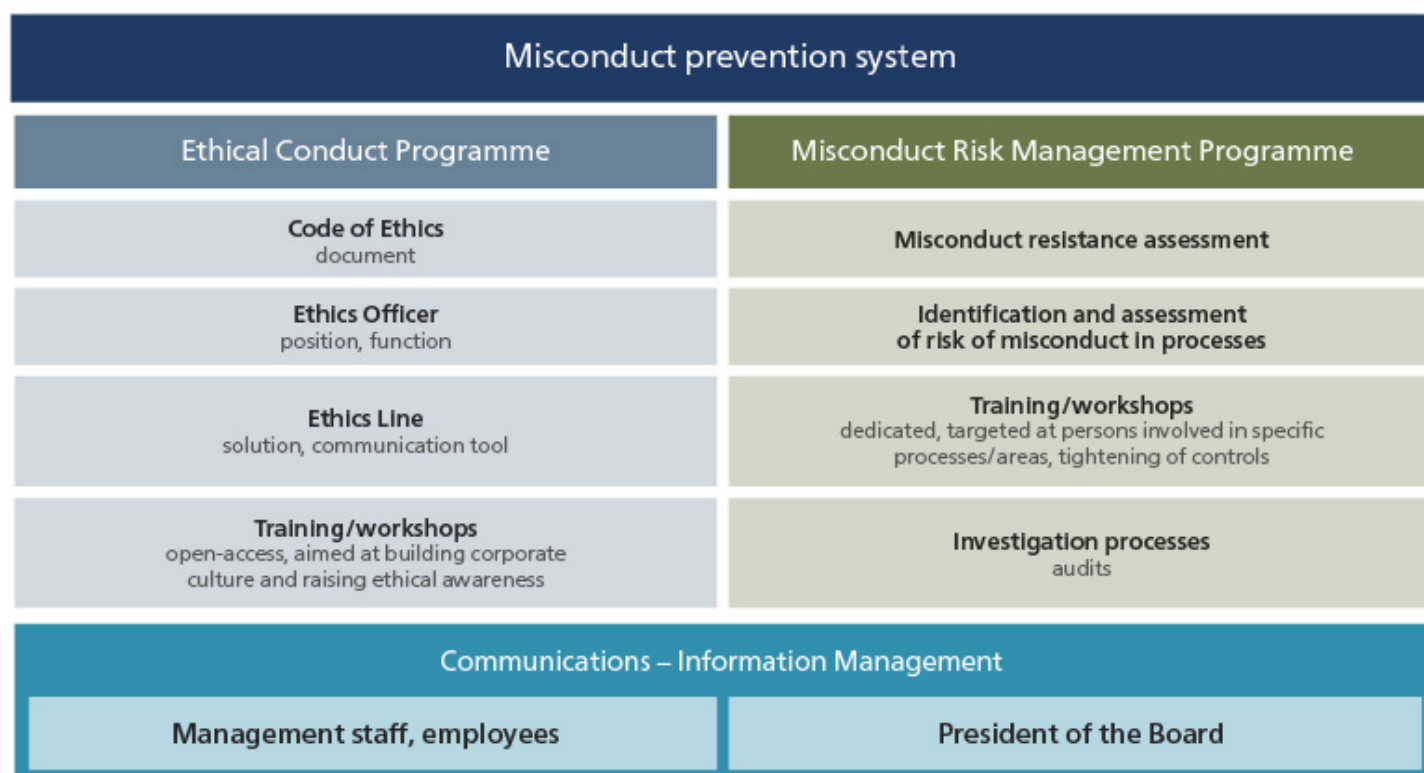 Misconduct prevention system
Ethical Conduct Programme
Misconduct Risk Management Programme
Code of Ethics
document
Misconduct resistance assessment
Ethics Officer
position, function
Identification and assessment
of risk of misconduct in processes
Ethics Line
solution, communication tool
Training/workshops
dedicated, targeted at persons involved in specific
processes/areas, tightening of controls
Training/workshops
open-access, aimed at building corporate
culture and raising ethical awareness
Investigation processes
audits
Communications – Information Management
Management staff, employees
President of the Board